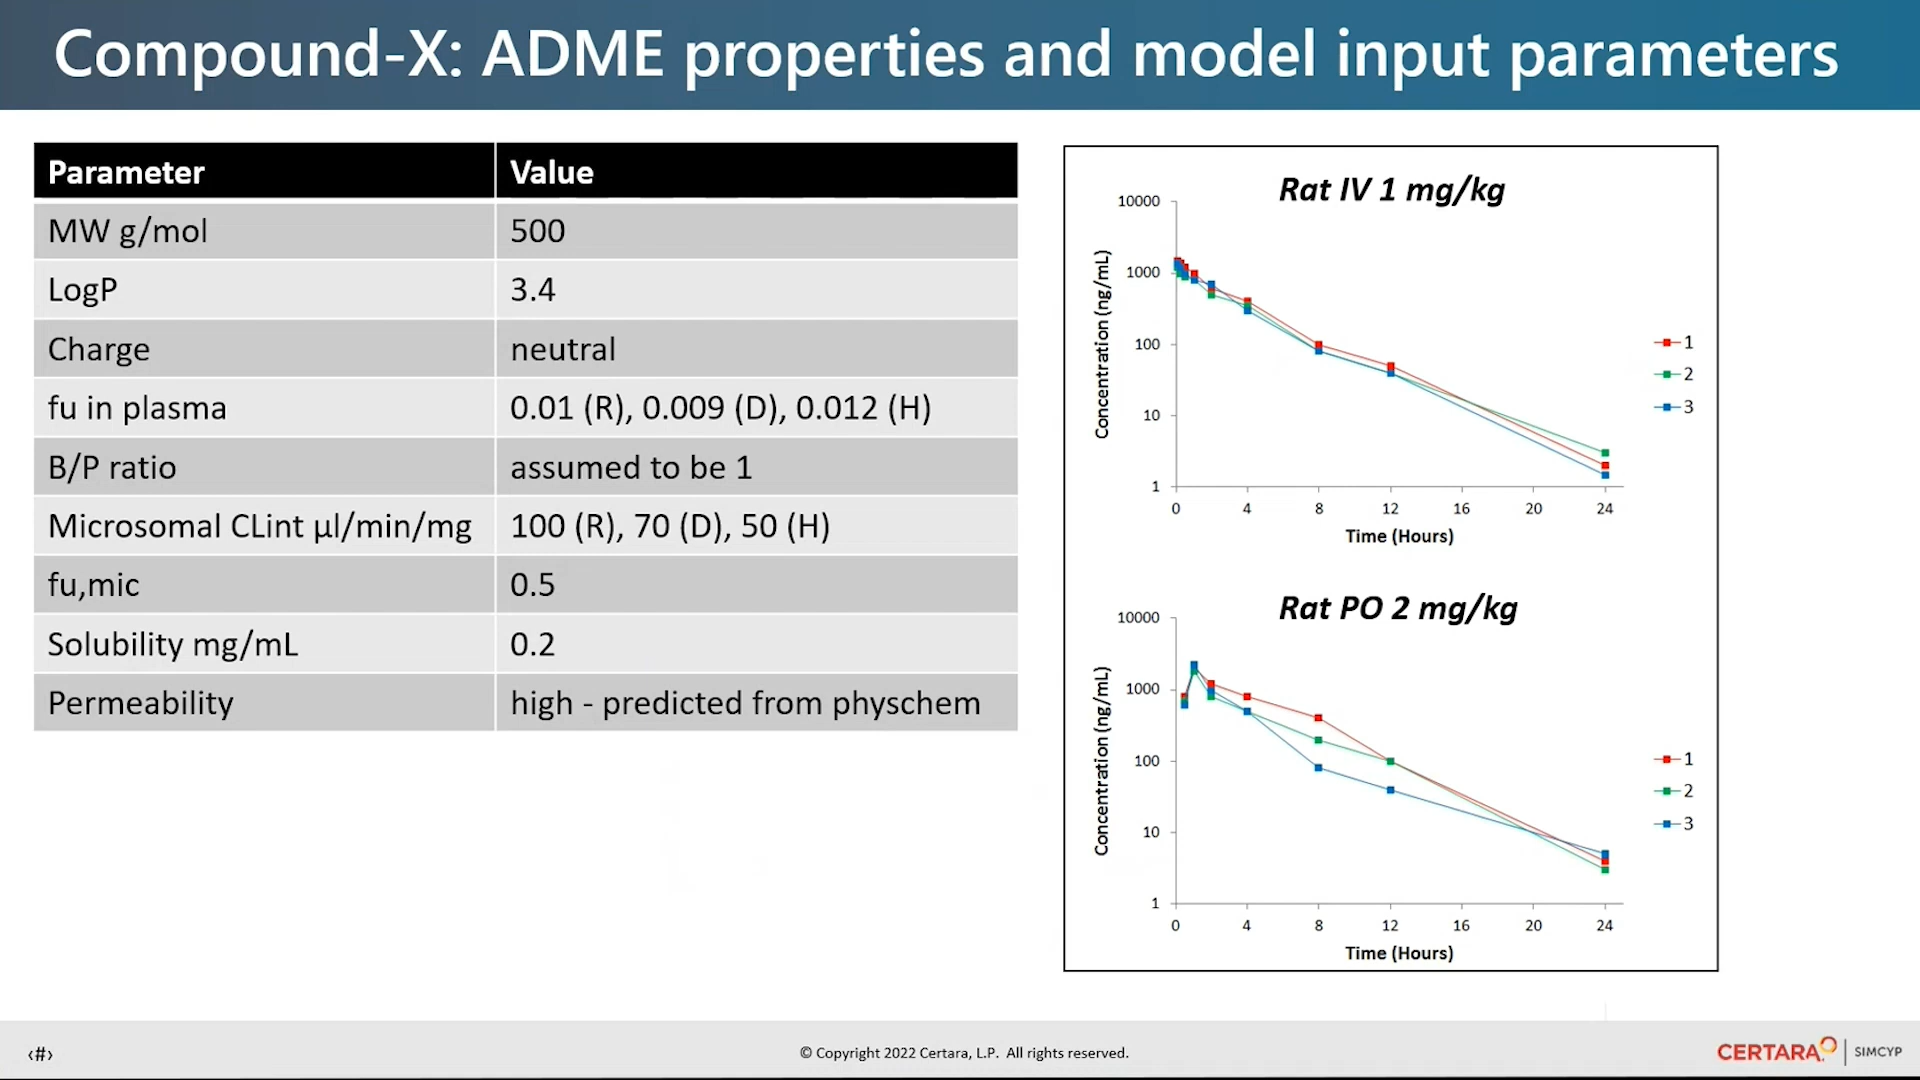 Compound-X: ADME properties and model input parameters
Parameter Value
MW g/mol 500
LogP 3.4
Charge neutral
fu in plasma 0.01 (R), 0.009 (D), 0.012 (H)
B/P ratio assumed to be 1
Microsomal CLint µl/min/mg 100 (R), 70 (D), 50 (H)
fu,mic 0.5
Solubility mg/mL 0.2
Permeability high - predicted from physchem
Rat IV 1 mg/kg
Concentration (ng/mL)
10000
1000
100
10
1
0 4 8 12 16 20 24
Time (Hours)
1
2
3
Rat PO 2 mg/kg
Concentration (ng/mL)
10000
1000
100
10
1
0 4 8 12 16 20 24
Time (Hours)
1
2
3
‹#›
© Copyright 2022 Certara, L.P. All rights reserved.
CERTARA | SIMCYP